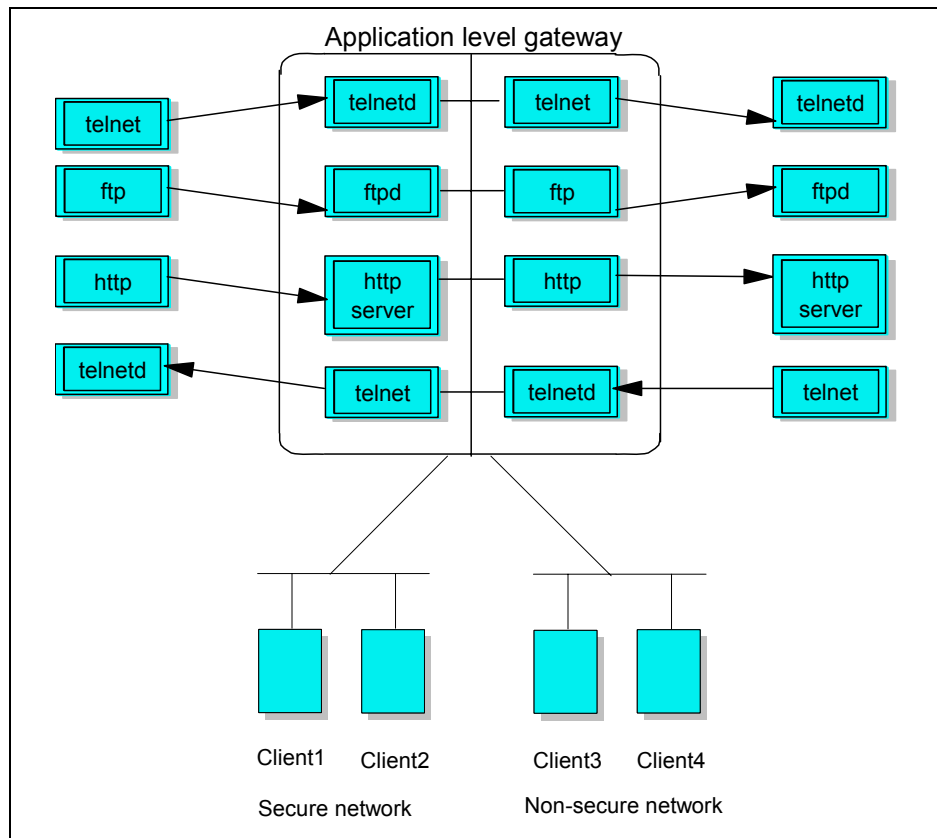 Application level gateway
telnet
telnetd
telnet
telnetd
ftp
ftpd
ftp
ftpd
http
http
server
http
http
server
telnetd
telnet
telnetd
telnet
Client1
Client2
Client3
Client4
Secure network
Non-secure network